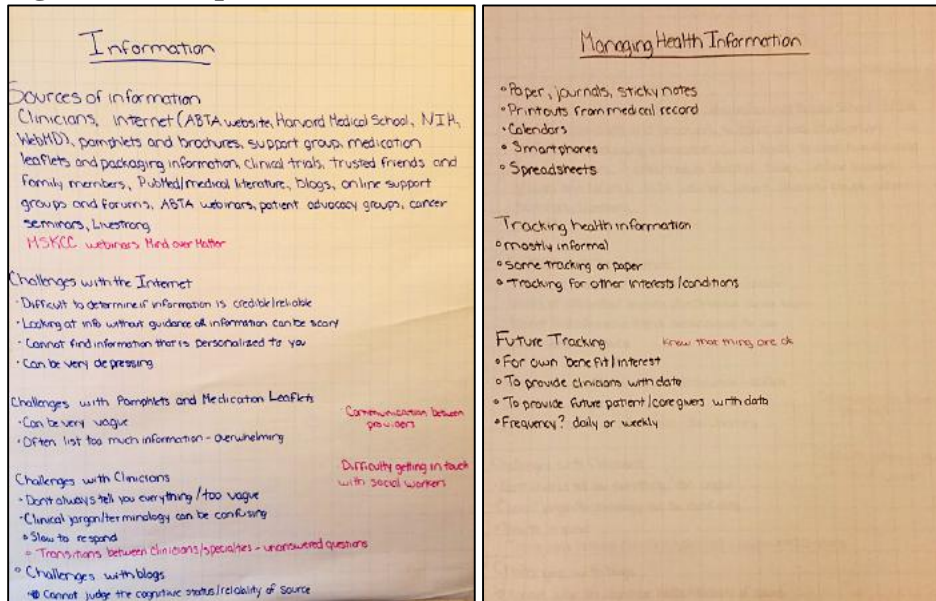 Information
Sources of information
Clinicians, internet (ABTA website, Harvard Medical School, NIH,
WebMD), pamphlets and brochures, support group, medication
leaflets and packaging information, clinical trials, trusted friends and
family members, PubMed/medical literature, blogs, online support
groups and forums, ABTA webinars, patient advocacy groups, cancer
seminars, Livestrong
MSKCC webinars Mind over Matter
Challenges with the Internet
· Difficult to determine if information is credible/reliable
· Looking at info without guidance of information can be scary
· Cannot find information that is personalized to you
· Can be very depressing
Challenges with Pamphlets and Medication Leaflets
· Can be very vague
· Often list too much information - overwhelming
Communication between
providers
Difficulty getting in touch
with social workers
Challenges with Clinicians
· Don't always tell you everything / too vague
· Clinical jargon/terminology can be confusing
• Slow to respond
• Transitions between clinicians/specialties - unanswered questions
• Challenges with blogs
Cannot judge the cognitive status/reliability of source
Managing Health Information
• Paper, journals, sticky notes
• Printouts from medical record
• Calendars
• Smartphones
• Spreadsheets
Tracking health information
• mostly informal
• Some tracking on paper
• Tracking for other interests/conditions
Future Tracking
Know that thing are ok
• For own benefit/interest
• To provide clinicians with data
• To provide future patient/caregivers with data
• Frequency? daily or weekly